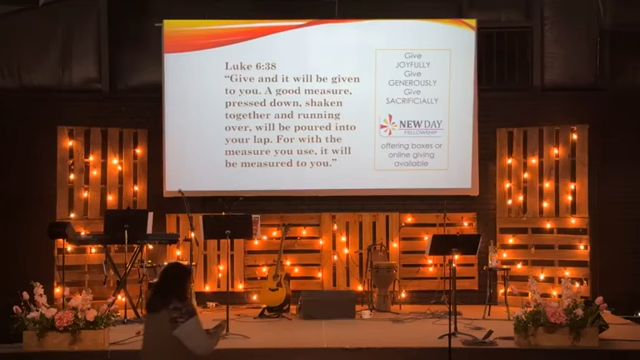 Luke 6:38
“Give and it will be given
to you. A good measure,
pressed down, shaken
together and running
over, will be poured into
your lap. For with the
measure you use, it will
be measured to you.”
Give
JOYFULLY
Give
GENEROUSLY
Give
SACRIFICIALLY
NEW DAY
FELLOWSHIP
offering boxes or
online giving
available